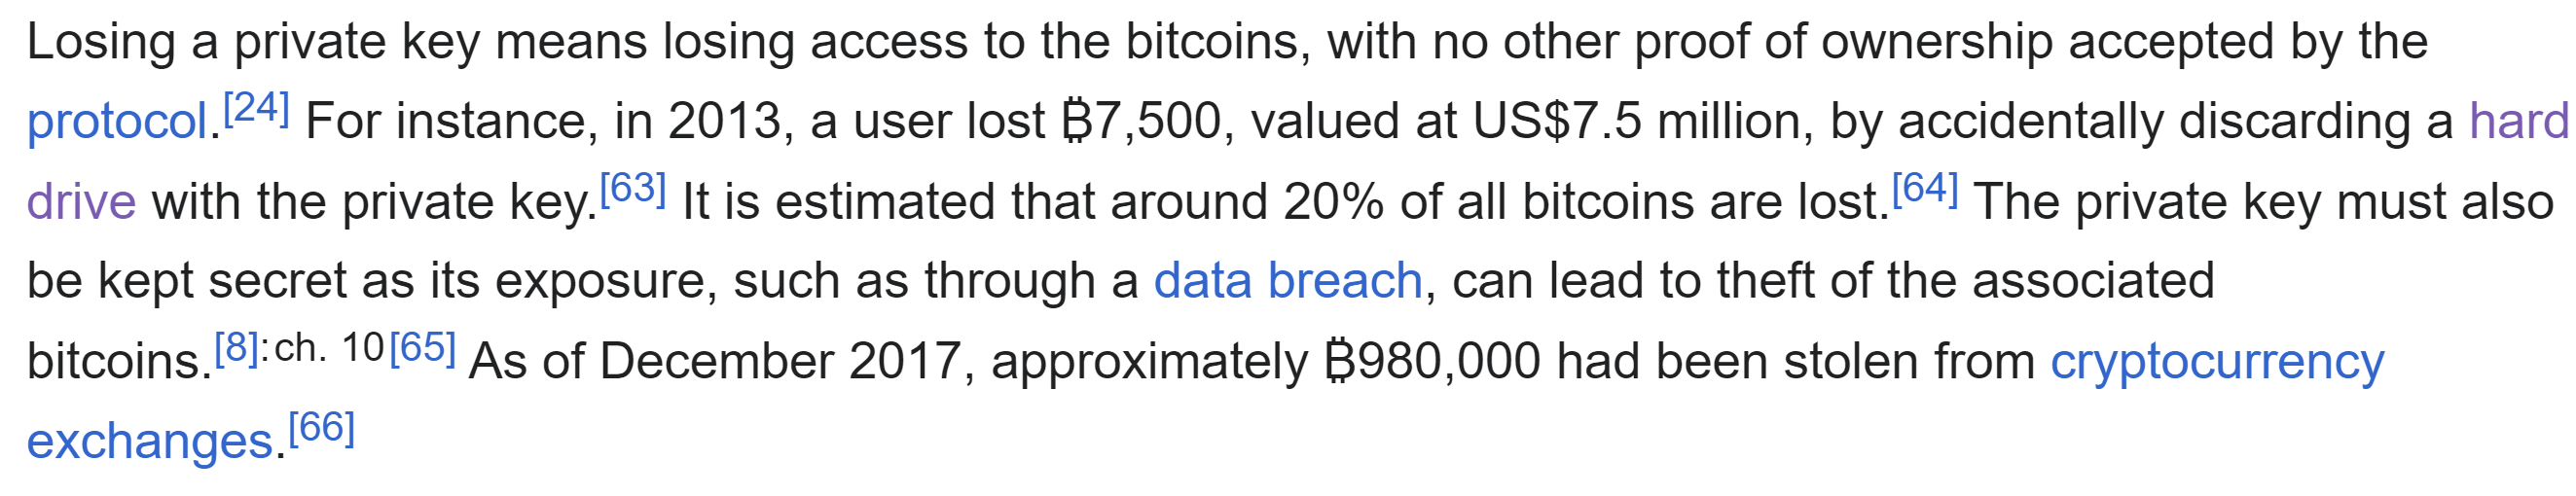 Losing a private key means losing access to the bitcoins, with no other proof of ownership accepted by the
protocol.[24] For instance, in 2013, a user lost ₿7,500, valued at US$7.5 million, by accidentally discarding a hard
drive with the private key.[63] It is estimated that around 20% of all bitcoins are lost.[64] The private key must also
be kept secret as its exposure, such as through a data breach, can lead to theft of the associated
bitcoins.[8]:ch. 10[65] As of December 2017, approximately ₿980,000 had been stolen from cryptocurrency
exchanges.[66]